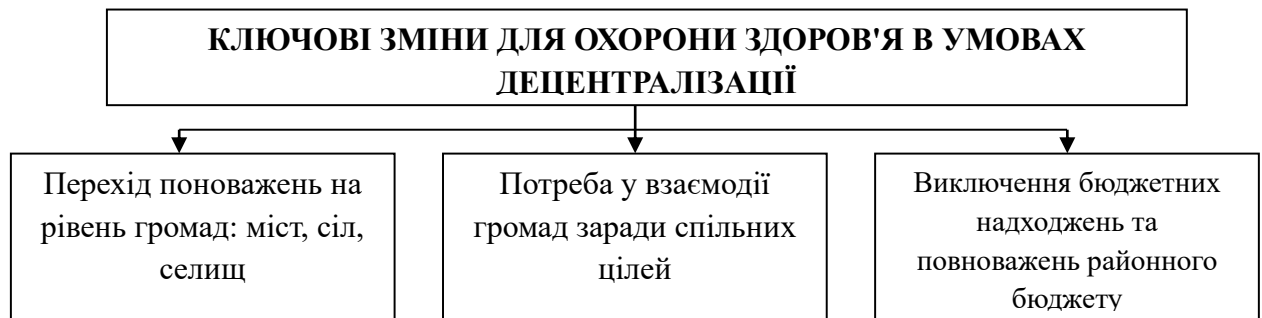 КЛЮЧОВІ ЗМІНИ ДЛЯ ОХОРОНИ ЗДОРОВ'Я В УМОВАХ
ДЕЦЕНТРАЛІЗАЦІЇ
Перехід поноважень на
рівень громад: міст, сіл,
селищ
Потреба у взаємодії
громад заради спільних
цілей
Виключення бюджетних
надходжень та
повноважень районного
бюджету